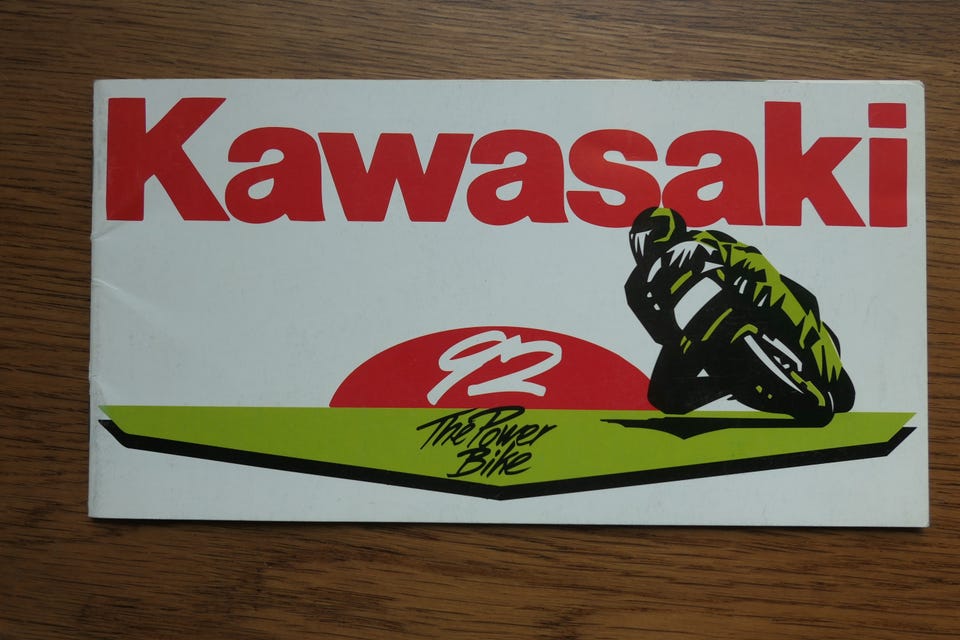 Kawasaki
92
The Power
Bike